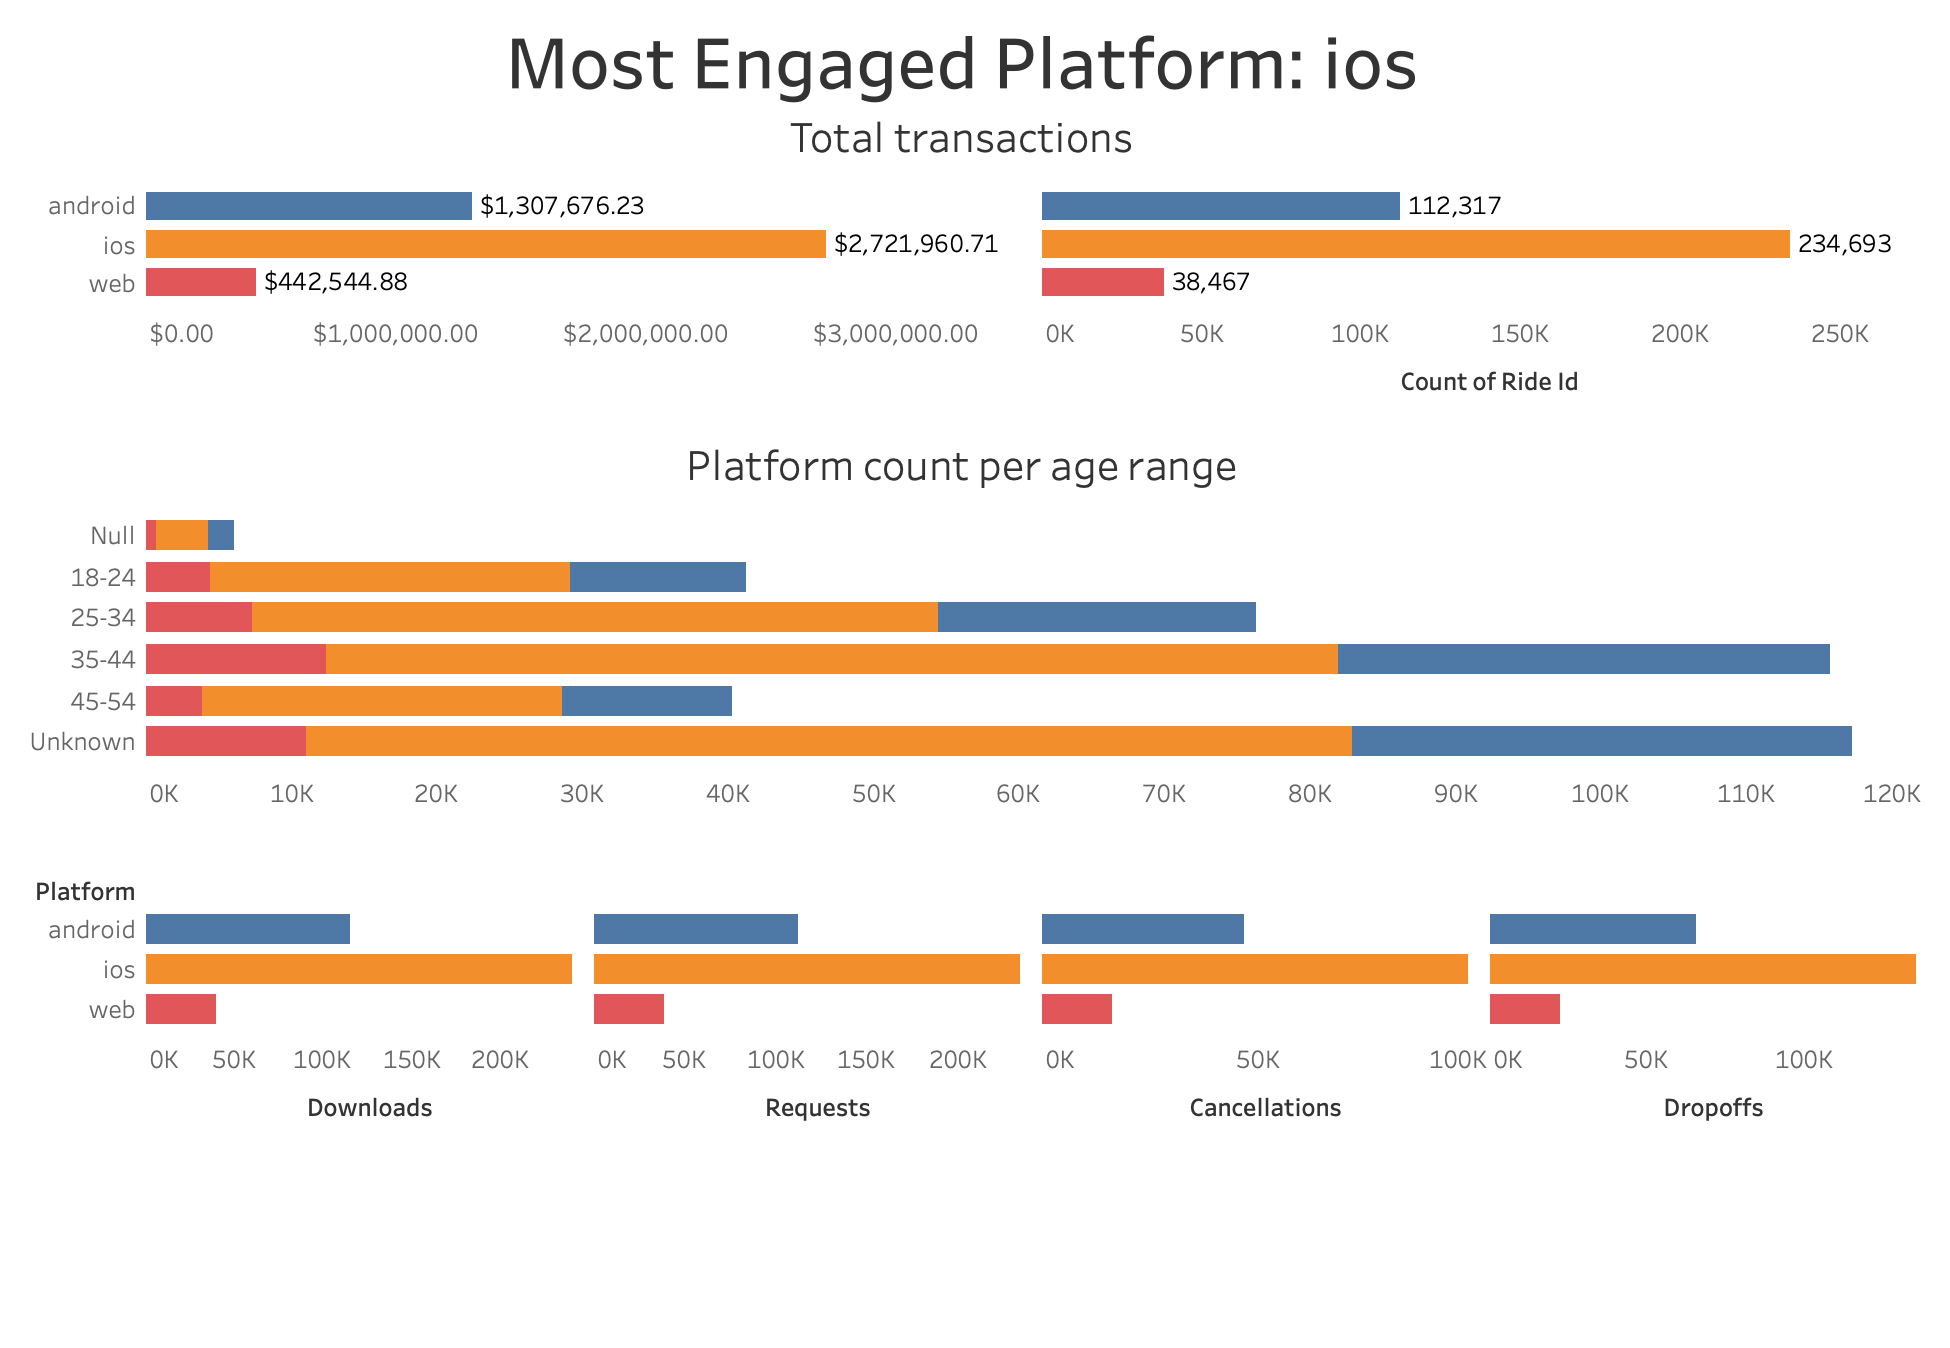 Most Engaged Platform: ios
Total transactions
android $1,307,676.23 112,317
ios $2,721,960.71 234,693
web $442,544.88 38,467
$0.00 $1,000,000.00 $2,000,000.00 $3,000,000.00 0K 50K 100K 150K 200K 250K
Count of Ride Id
Platform count per age range
Null
18-24
25-34
35-44
45-54
Unknown
0K 10K 20K 30K 40K 50K 60K 70K 80K 90K 100K 110K 120K
Platform
android
ios
web
0K 50K 100K 150K 200K 0K 50K 100K 150K 200K 0K 50K 100K 0K 50K 100K
Downloads Requests Cancellations Dropoffs